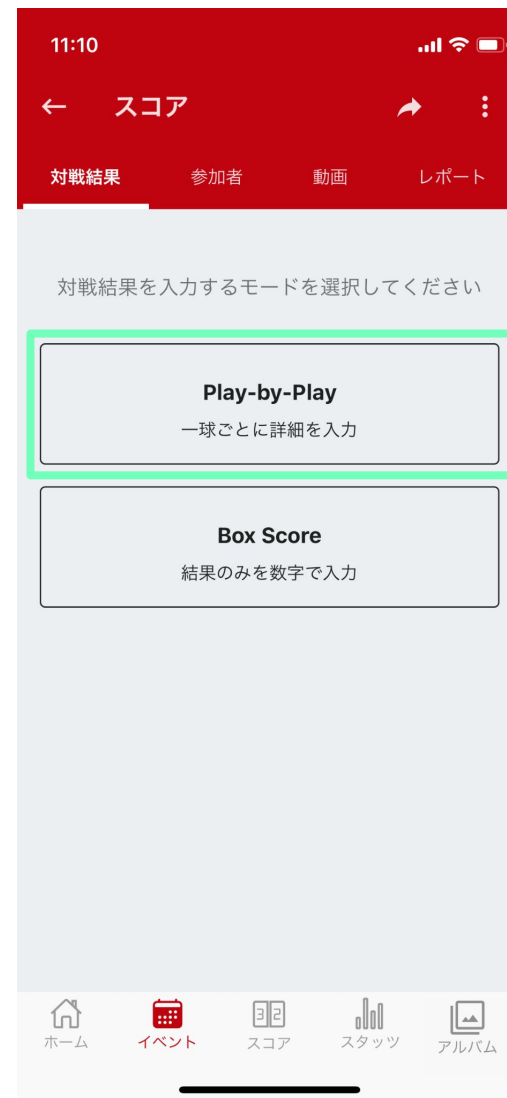 11:10
スコア
対戦結果 参加者 動画 レポート
対戦結果を入力するモードを選択してください
Play-by-Play
一球ごとに詳細を入力
Box Score
結果のみを数字で入力
ホーム イベント スコア スタッツ アルバム